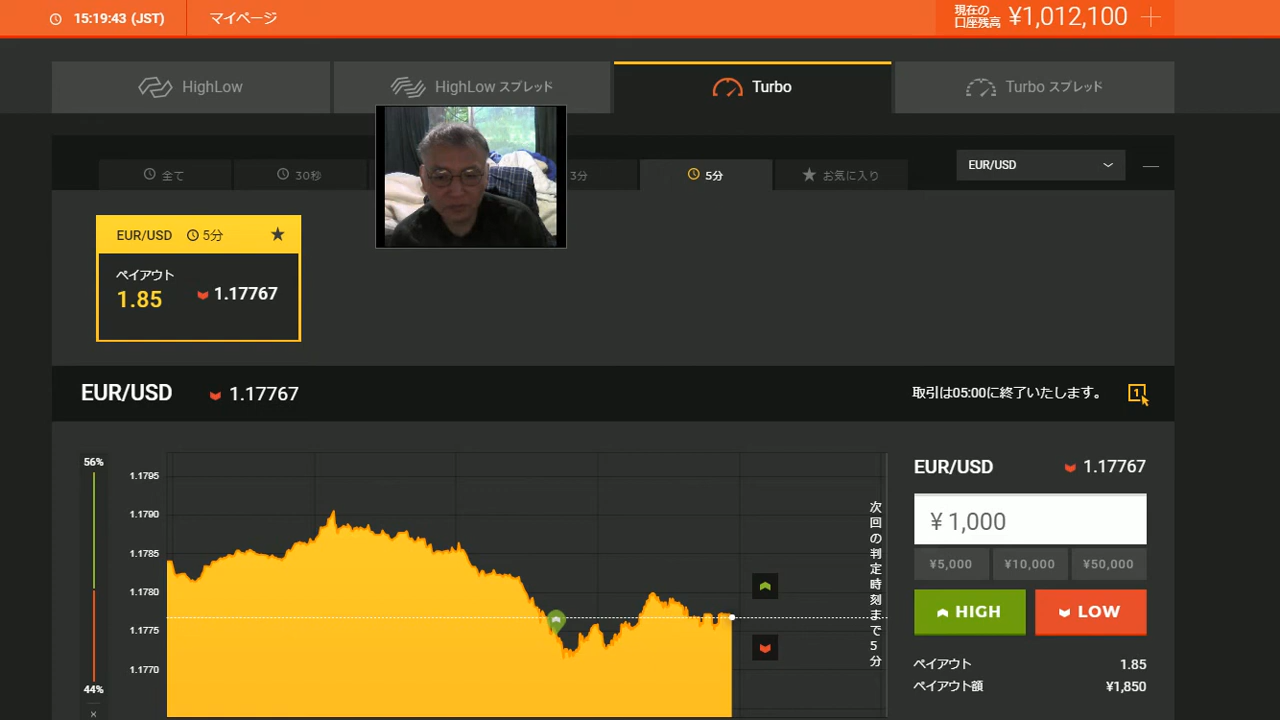 15:19:43 (JST)
マイページ
現在の
口座残高
¥1,012,100
HighLow
HighLow スプレッド
Turbo
Turbo スプレッド
全て
30秒
3分
5分
お気に入り
EUR/USD
EUR/USD 5分
ペイアウト
1.85
1.17767
EUR/USD 1.17767
取引は05:00に終了いたします。
1
56%
44%
1.1795
1.1790
1.1785
1.1780
1.1775
1.1770
次回の判定時刻まで5分
EUR/USD 1.17767
¥ 1,000
¥5,000 ¥10,000 ¥50,000
HIGH LOW
ペイアウト 1.85
ペイアウト額 ¥1,850